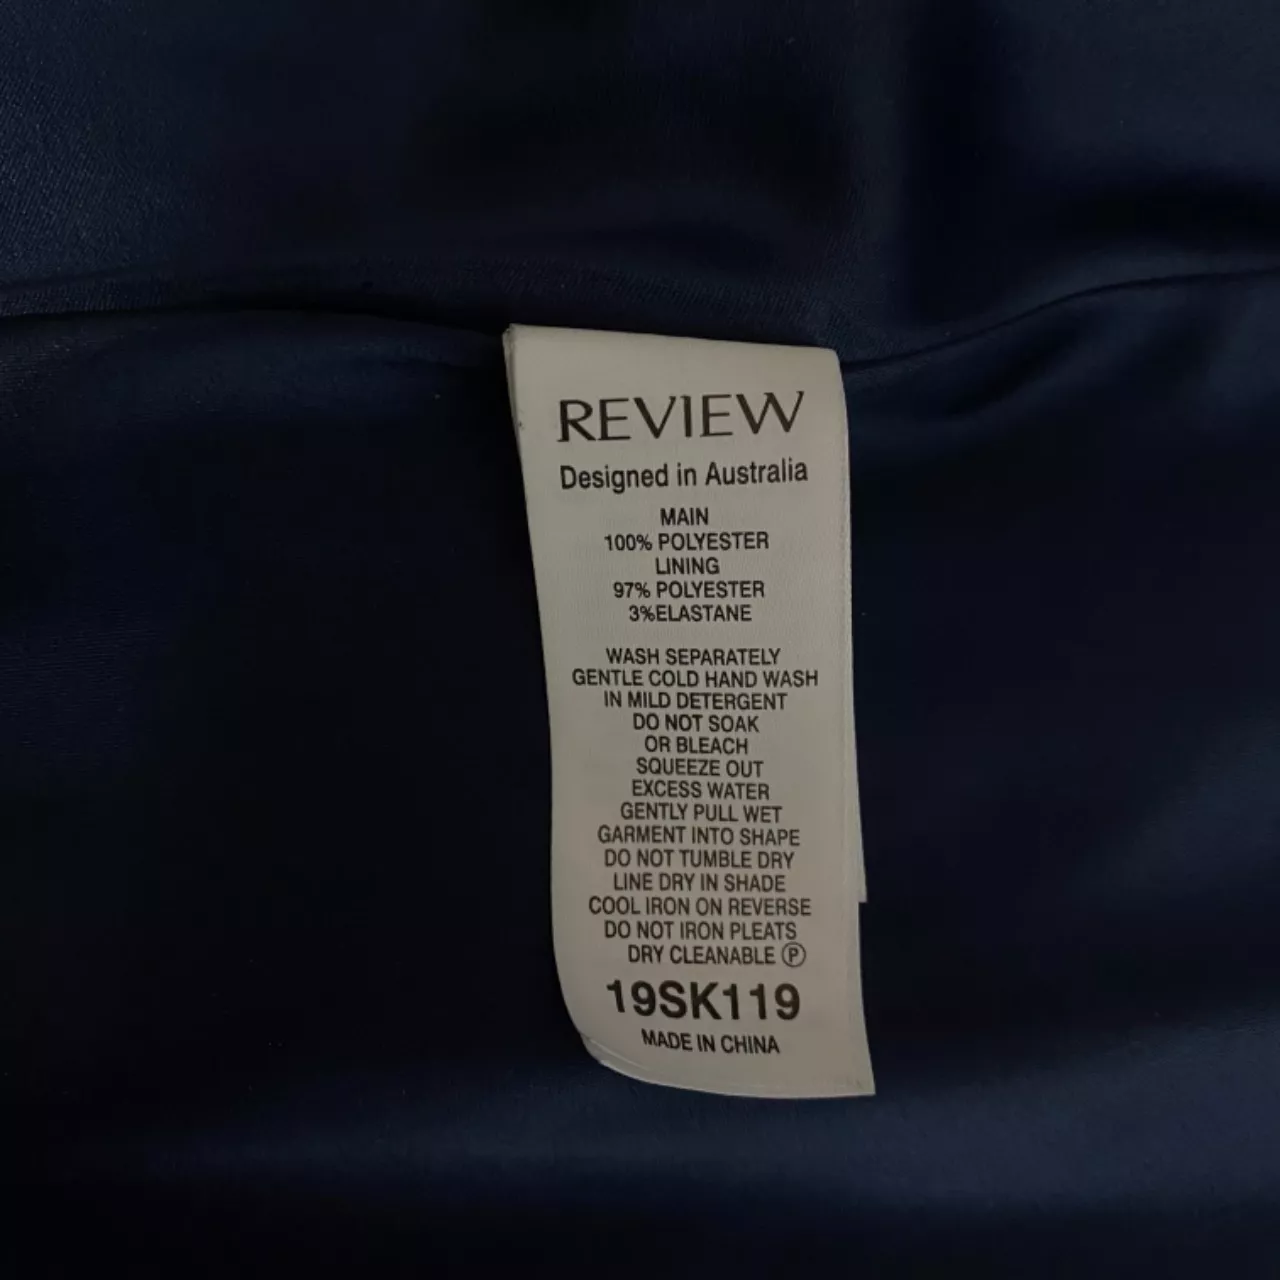 REVIEW
Designed in Australia
MAIN
100% POLYESTER
LINING
97% POLYESTER
3%ELASTANE
WASH SEPARATELY
GENTLE COLD HAND WASH
IN MILD DETERGENT
DO NOT SOAK
OR BLEACH
SQUEEZE OUT
EXCESS WATER
GENTLY PULL WET
GARMENT INTO SHAPE
DO NOT TUMBLE DRY
LINE DRY IN SHADE
COOL IRON ON REVERSE
DO NOT IRON PLEATS
DRY CLEANABLE Ⓟ
19SK119
MADE IN CHINA